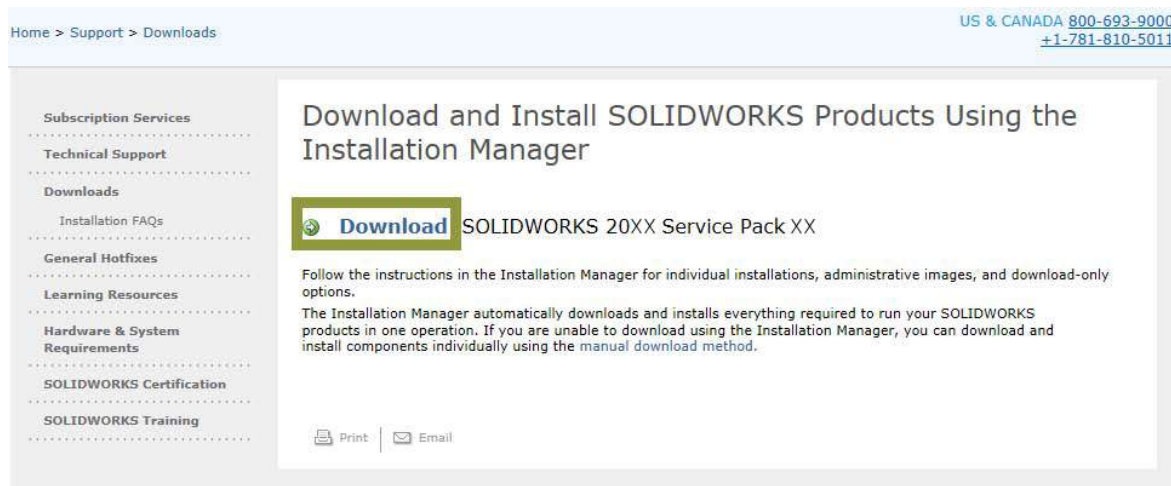 Home > Support > Downloads
US & CANADA 800-693-9000
+1-781-810-5011
Subscription Services
Technical Support
Downloads
Installation FAQs
General Hotfixes
Learning Resources
Hardware & System
Requirements
SOLIDWORKS Certification
SOLIDWORKS Training
Download and Install SOLIDWORKS Products Using the
Installation Manager
Download SOLIDWORKS 20XX Service Pack XX
Follow the instructions in the Installation Manager for individual installations, administrative images, and download-only
options.
The Installation Manager automatically downloads and installs everything required to run your SOLIDWORKS
products in one operation. If you are unable to download using the Installation Manager, you can download and
install components individually using the manual download method.
Print
Email